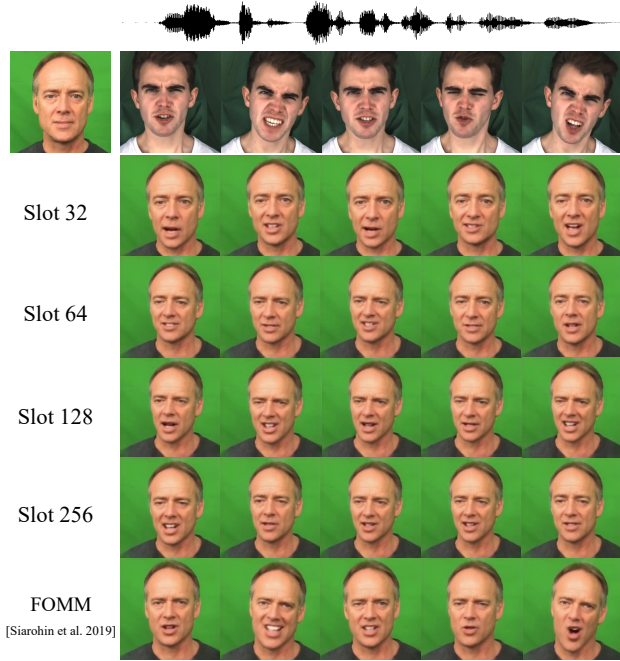 Slot 32
Slot 64
Slot 128
Slot 256
FOMM
[Siarohin et al. 2019]